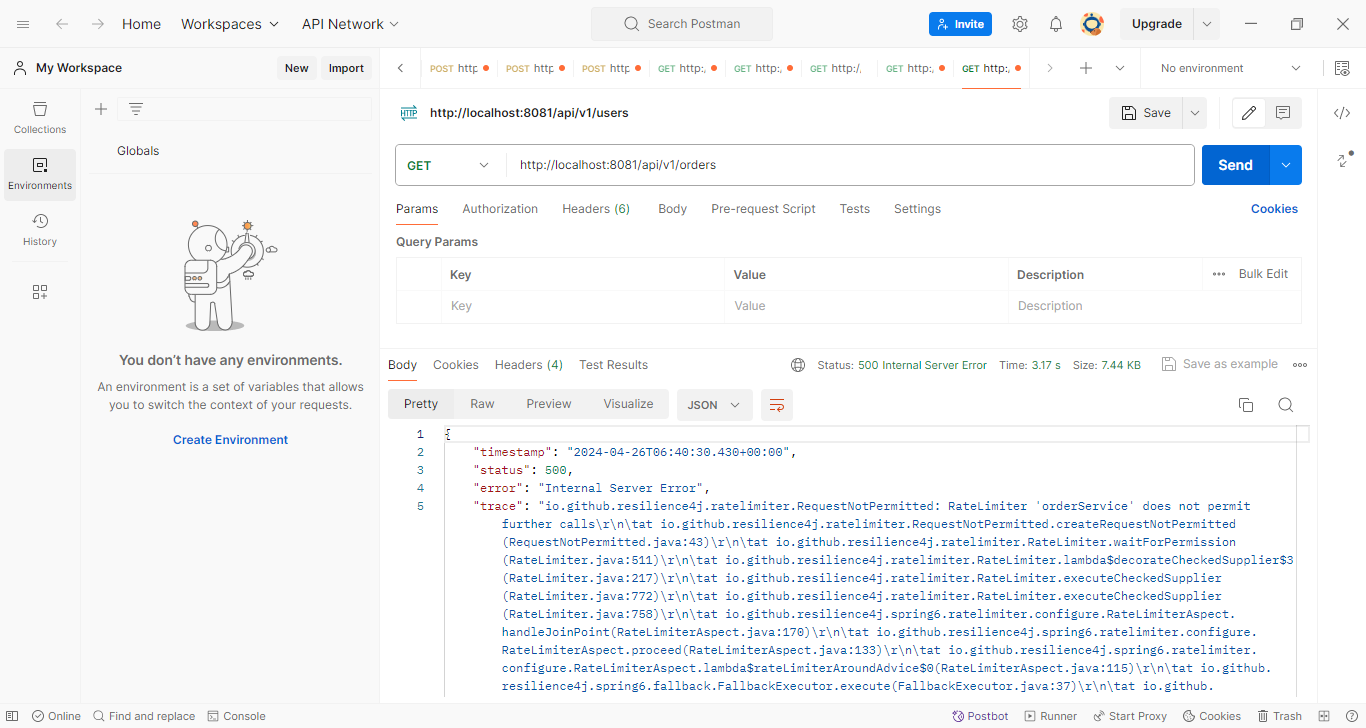 Home Workspaces API Network Search Postman Invite Upgrade
My Workspace New Import POST http POST http POST http GET http:, GET http:, GET http:/, GET http:, GET http:, No environment
Collections
Environments
History
Globals
You don't have any environments.
An environment is a set of variables that allows
you to switch the context of your requests.
Create Environment
HTTP http://localhost:8081/api/v1/users Save
GET http://localhost:8081/api/v1/orders Send
Params Authorization Headers (6) Body Pre-request Script Tests Settings Cookies
Query Params
Key Value Description Bulk Edit
Key Value Description
Body Cookies Headers (4) Test Results Status: 500 Internal Server Error Time: 3.17 s Size: 7.44 KB Save as example
Pretty Raw Preview Visualize JSON
1 {
2 "timestamp": "2024-04-26T06:40:30.430+00:00",
3 "status": 500,
4 "error": "Internal Server Error",
5 "trace": "io.github.resilience4j.ratelimiter.RequestNotPermitted: RateLimiter 'orderService' does not permit
further calls\r\n\tat io.github.resilience4j.ratelimiter.RequestNotPermitted.createRequestNotPermitted
(RequestNotPermitted.java:43)\r\n\tat io.github.resilience4j.ratelimiter.RateLimiter.waitForPermission
(RateLimiter.java:511)\r\n\tat io.github.resilience4j.ratelimiter.RateLimiter.lambda$decorateCheckedSupplier$3
(RateLimiter.java:217)\r\n\tat io.github.resilience4j.ratelimiter.RateLimiter.executeCheckedSupplier
(RateLimiter.java:772)\r\n\tat io.github.resilience4j.ratelimiter.RateLimiter.executeCheckedSupplier
(RateLimiter.java:758)\r\n\tat io.github.resilience4j.spring6.ratelimiter.configure.RateLimiterAspect.
handleJoinPoint(RateLimiterAspect.java:170)\r\n\tat io.github.resilience4j.spring6.ratelimiter.configure.
RateLimiterAspect.proceed(RateLimiterAspect.java:133)\r\n\tat io.github.resilience4j.spring6.ratelimiter.
configure.RateLimiterAspect.lambda$rateLimiterAroundAdvice$0(RateLimiterAspect.java:115)\r\n\tat io.github.
resilience4j.spring6.fallback.FallbackExecutor.execute(FallbackExecutor.java:37)\r\n\tat io.github.
Online Find and replace Console Postbot Runner Start Proxy Cookies Trash